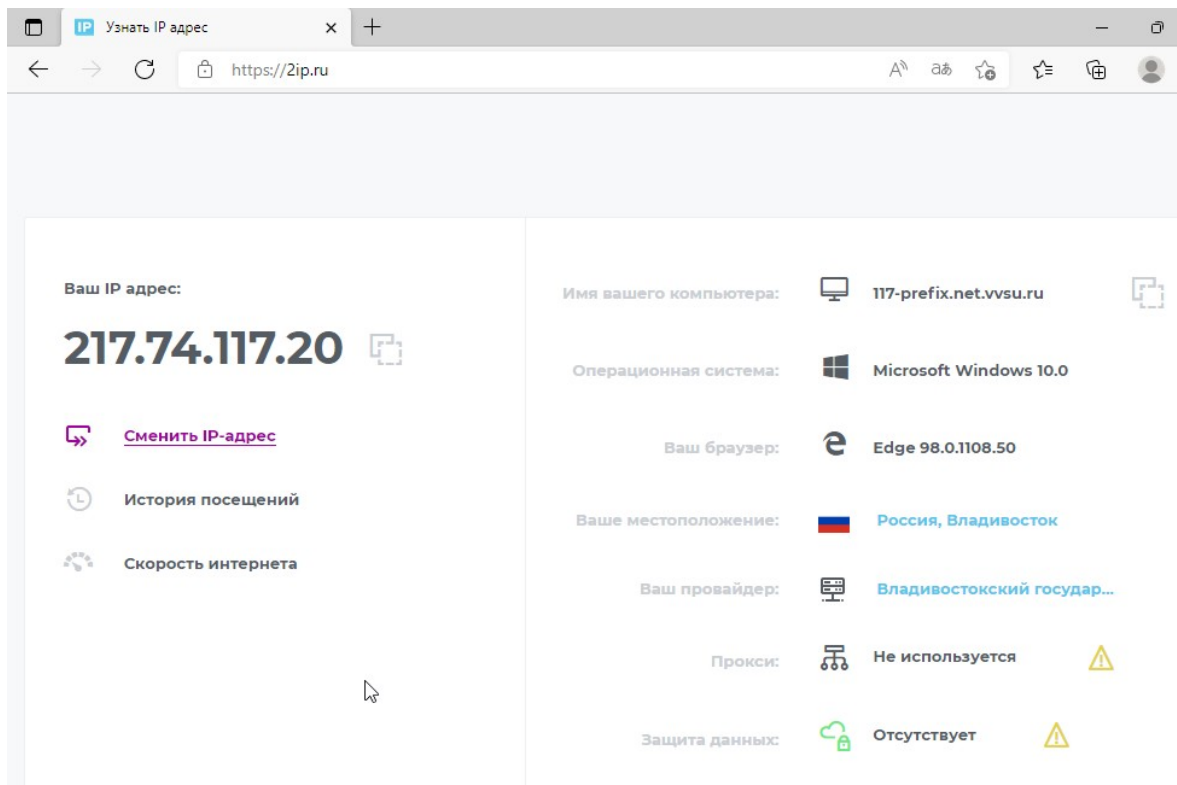 IP Узнать IP адрес
https://2ip.ru
Ваш IP адрес:
217.74.117.20
Сменить IP-адрес
История посещений
Скорость интернета
Имя вашего компьютера: 117-prefix.net.vvsu.ru
Операционная система: Microsoft Windows 10.0
Ваш браузер: Edge 98.0.1108.50
Ваше местоположение: Россия, Владивосток
Ваш провайдер: Владивостокский государ...
Прокси: Не используется
Защита данных: Отсутствует